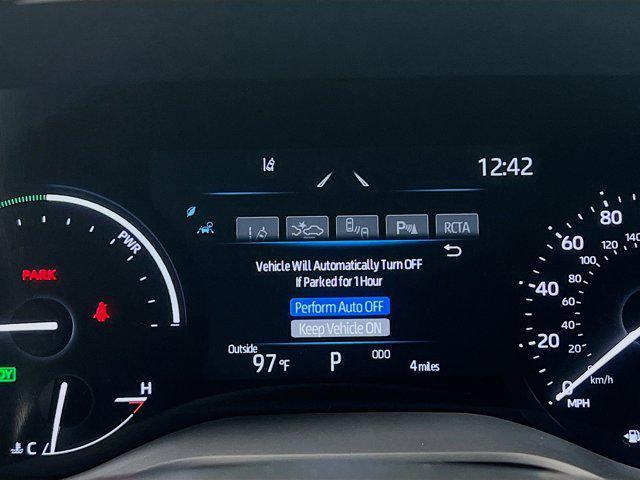 12:42
PWR
PARK
P
RCTA
Vehicle Will Automatically Turn OFF
If Parked for 1 Hour
Perform Auto OFF
Keep Vehicle ON
Outside
97 °F
P
ODO
4 miles
H
C
80
60
40
20
0
140
120
100
80
60
40
20
km/h
MPH